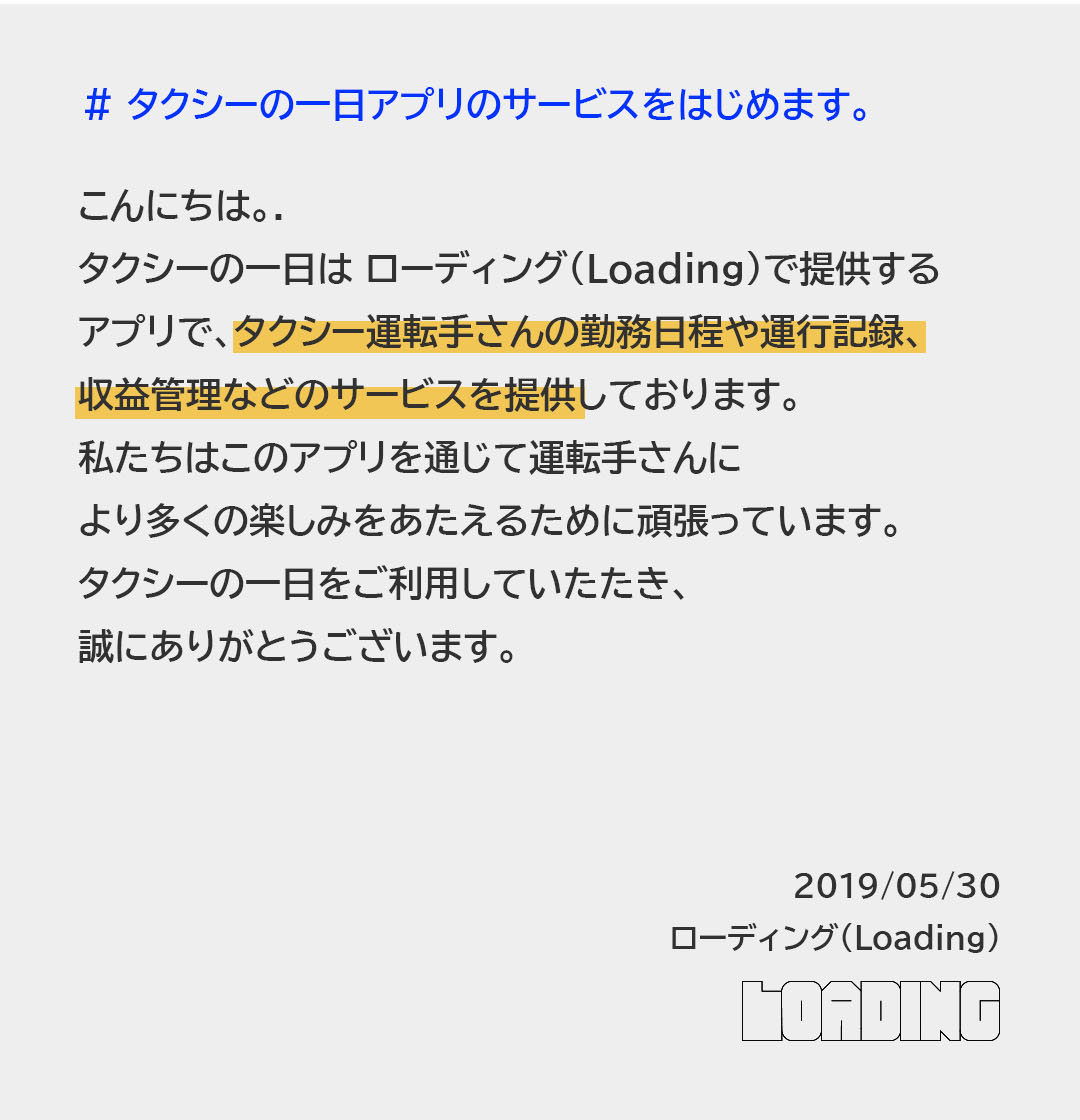 # タクシーの一日アプリのサービスをはじめます。
こんにちは。.
タクシーの一日は ローディング(Loading)で提供する
アプリで、タクシー運転手さんの勤務日程や運行記録、
収益管理などのサービスを提供しております。
私たちはこのアプリを通じて運転手さんに
より多くの楽しみをあたえるために頑張っています。
タクシーの一日をご利用していたたき、
誠にありがとうございます。
2019/05/30
ローディング(Loading)
LOADING